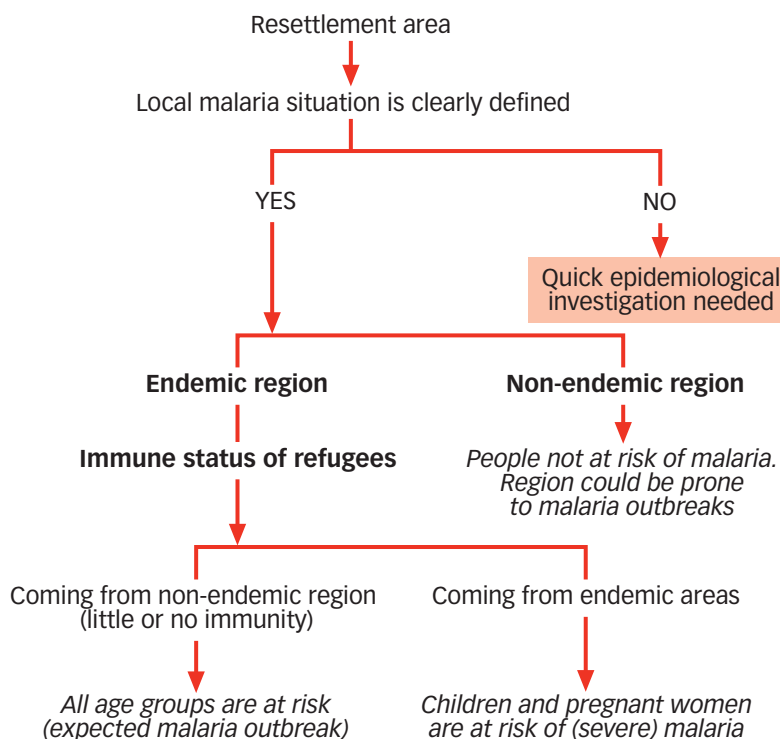 Resettlement area
Local malaria situation is clearly defined
YES
NO
Quick epidemiological
investigation needed
Endemic region
Non-endemic region
Immune status of refugees
People not at risk of malaria.
Region could be prone
to malaria outbreaks
Coming from non-endemic region
(little or no immunity)
Coming from endemic areas
All age groups are at risk
(expected malaria outbreak)
Children and pregnant women
are at risk of (severe) malaria